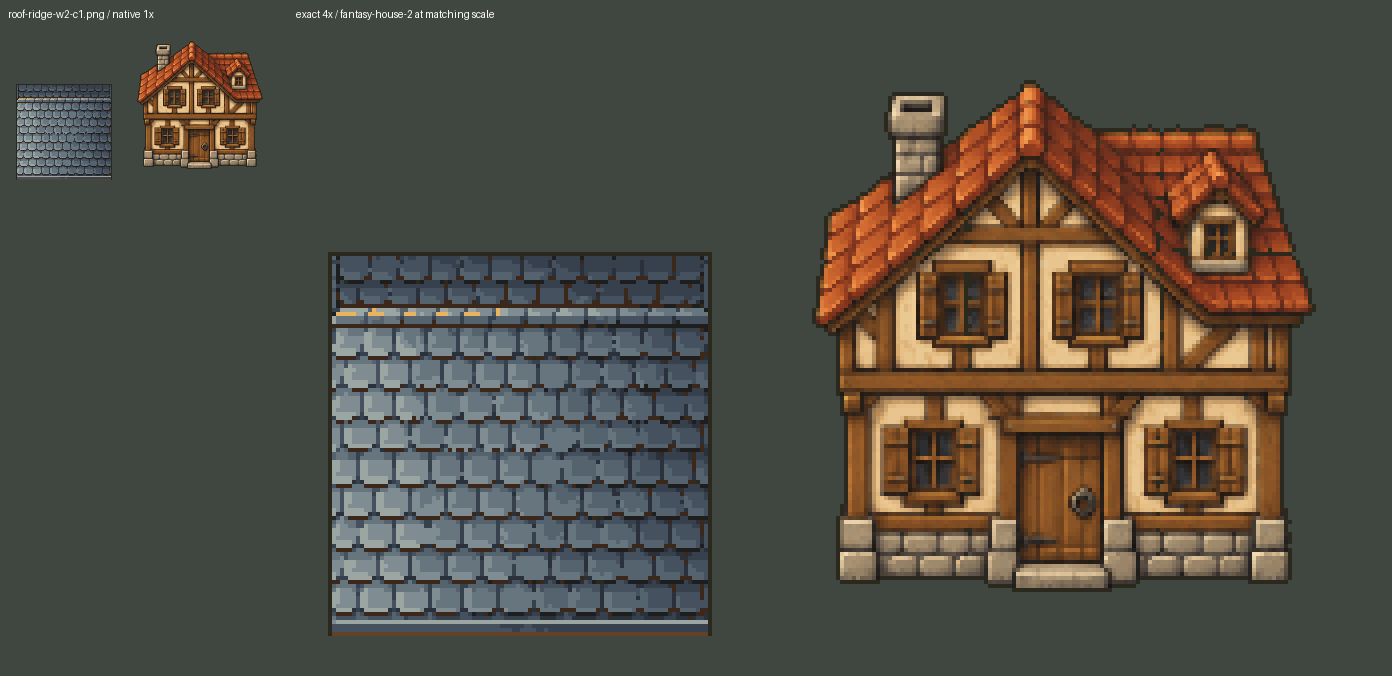 roof-ridge-w2-c1.png / native 1x
exact 4x / fantasy-house-2 at matching scale